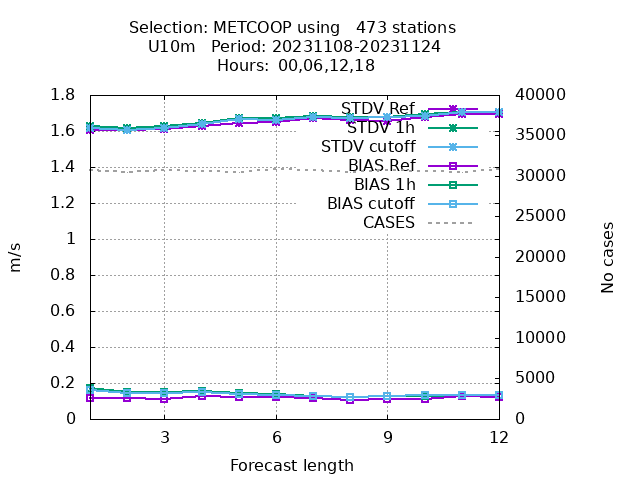 Selection: METCOOP using   473 stations
U10m   Period: 20231108-20231124
Hours:  00,06,12,18
1.8
1.6
1.4
1.2
1
0.8
0.6
0.4
0.2
0
40000
35000
30000
25000
20000
15000
10000
5000
0
STDV Ref
STDV 1h
STDV cutoff
BIAS Ref
BIAS 1h
BIAS cutoff
CASES
m/s
No cases
3
6
9
12
Forecast length